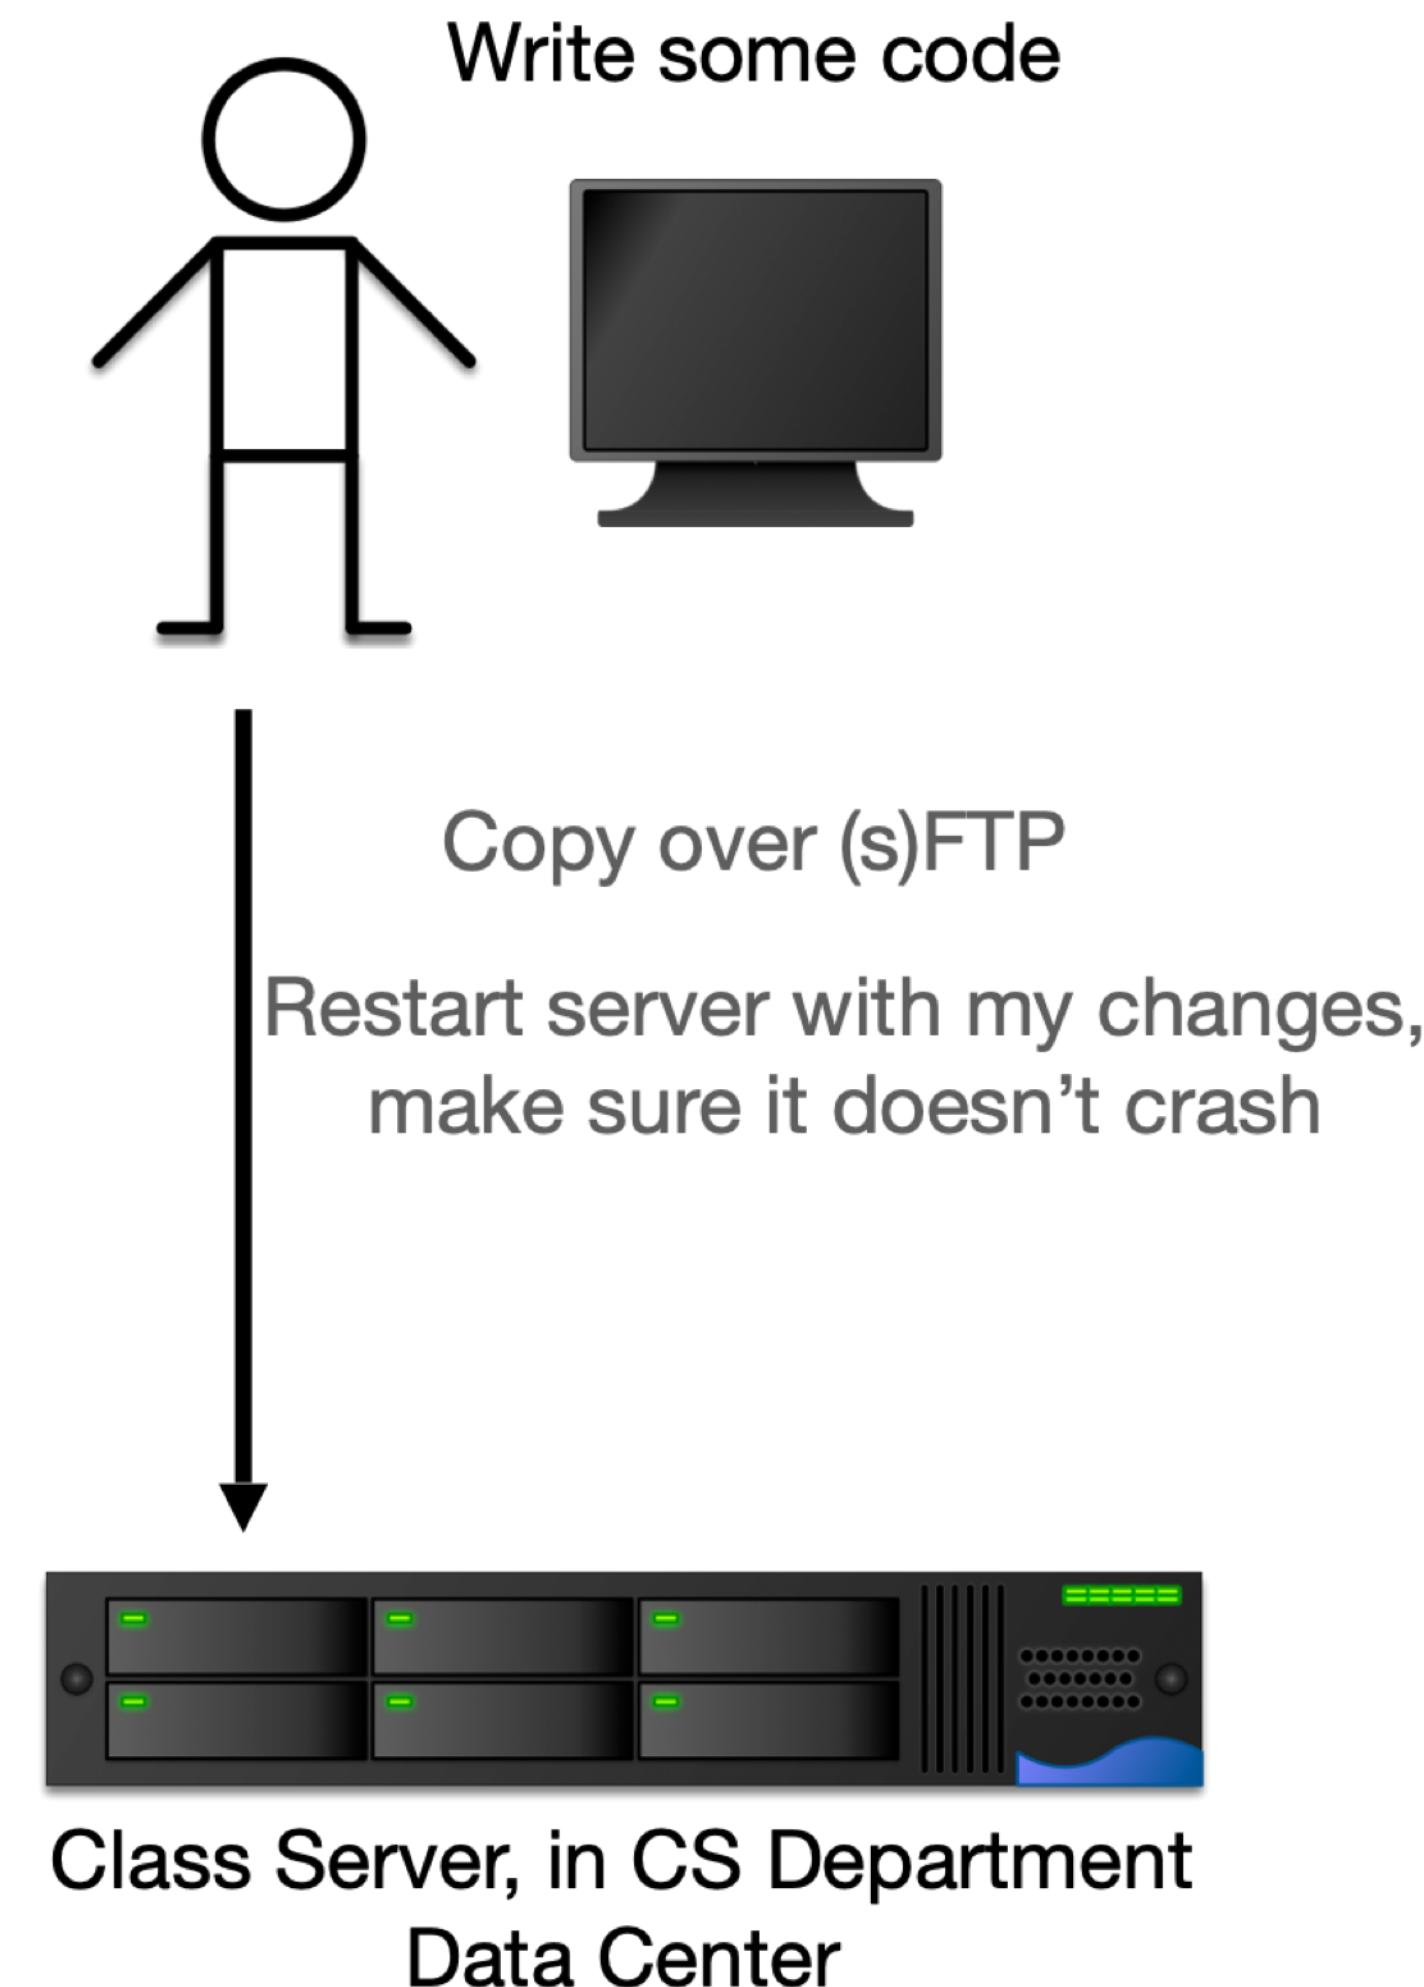 Write some code
Copy over (s)FTP
Restart server with my changes,
make sure it doesn’t crash
Class Server, in CS Department
Data Center